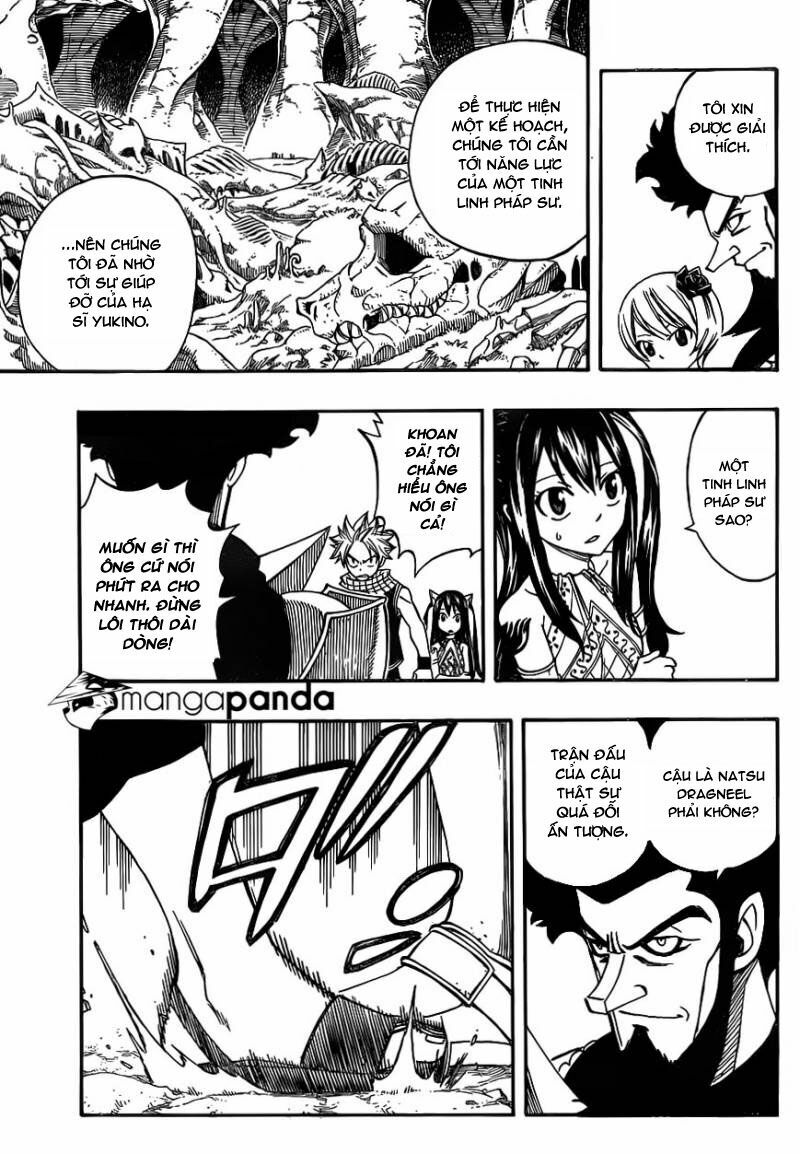 TÔI XIN
ĐƯỢC GIẢI
THÍCH.
ĐỂ THỰC HIỆN
MỘT KẾ HOẠCH,
CHÚNG TÔI CẦN
TỚI NĂNG LỰC
CỦA MỘT TINH
LINH PHÁP SƯ.
...NÊN CHÚNG
TÔI ĐÃ NHỜ
TỚI SỰ GIÚP
ĐỠ CỦA HẠ
SĨ YUKINO.
MỘT
TINH LINH
PHÁP SƯ
SAO?
KHOAN
ĐÃ! TÔI
CHẲNG
HIỂU ÔNG
NÓI GÌ
CẢ!
MUỐN GÌ THÌ
ÔNG CỨ NÓI
PHỨT RA CHO
NHANH. ĐỪNG
LÔI THÔI DÀI
DÒNG!
mangapanda
CẬU LÀ NATSU
DRAGNEEL
PHẢI KHÔNG?
TRẬN ĐẤU
CỦA CẬU
THẬT SỰ
QUÁ ĐỖI
ẤN TƯỢNG.